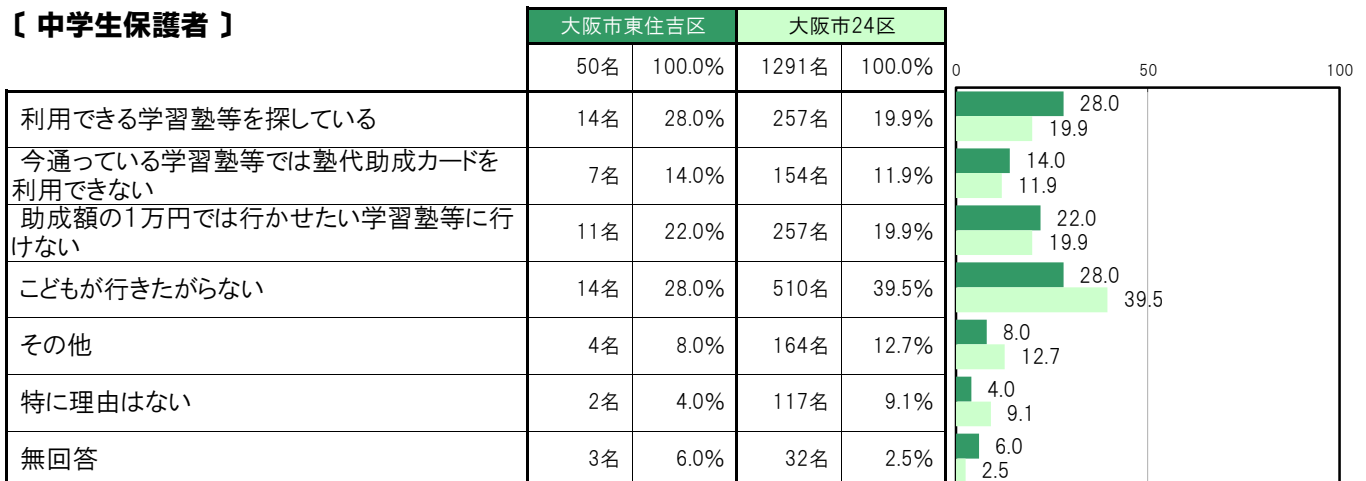 〔 中学生保護者 〕
大阪市東住吉区 大阪市24区
50名 100.0% 1291名 100.0%
0 50 100
利用できる学習塾等を探している 14名 28.0% 257名 19.9%
28.0
19.9
今通っている学習塾等では塾代助成カードを
利用できない 7名 14.0% 154名 11.9%
14.0
11.9
助成額の1万円では行かせたい学習塾等に行
けない 11名 22.0% 257名 19.9%
22.0
19.9
こどもが行きたがらない 14名 28.0% 510名 39.5%
28.0
39.5
その他 4名 8.0% 164名 12.7%
8.0
12.7
特に理由はない 2名 4.0% 117名 9.1%
4.0
9.1
無回答 3名 6.0% 32名 2.5%
6.0
2.5